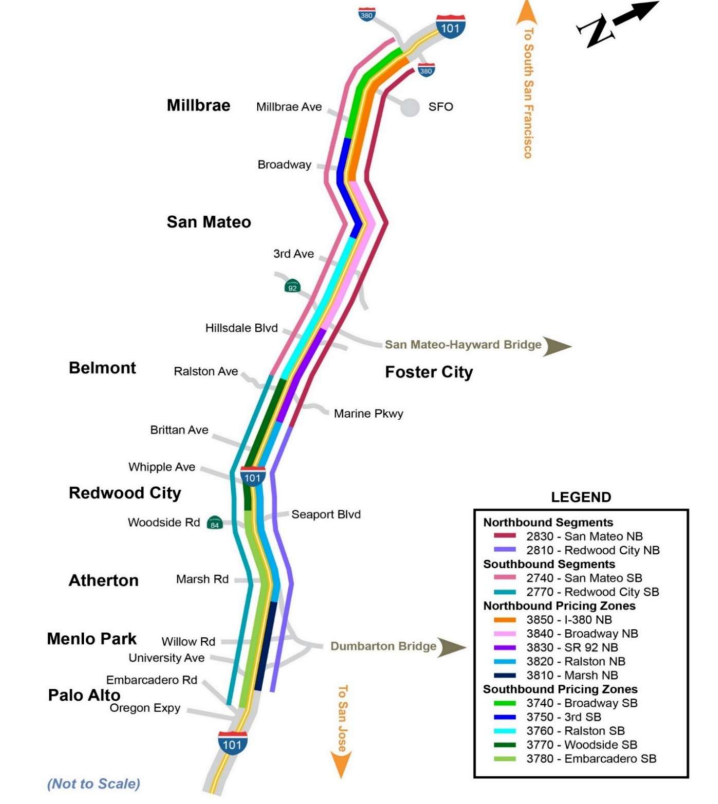 380
101
N
To South San Francisco
380
Millbrae
Millbrae Ave
SFO
Broadway
San Mateo
3rd Ave
92
Hillsdale Blvd
San Mateo-Hayward Bridge
Belmont
Ralston Ave
Foster City
Marine Pkwy
Brittan Ave
Whipple Ave
101
Redwood City
Woodside Rd
84
Seaport Blvd
Atherton
Marsh Rd
Menlo Park
Willow Rd
Dumbarton Bridge
University Ave
Embarcadero Rd
Palo Alto
Oregon Expy
To San Jose
101
(Not to Scale)
LEGEND
Northbound Segments
2830 - San Mateo NB
2810 - Redwood City NB
Southbound Segments
2740 - San Mateo SB
2770 - Redwood City SB
Northbound Pricing Zones
3850 - I-380 NB
3840 - Broadway NB
3830 - SR 92 NB
3820 - Ralston NB
3810 - Marsh NB
Southbound Pricing Zones
3740 - Broadway SB
3750 - 3rd SB
3760 - Ralston SB
3770 - Woodside SB
3780 - Embarcadero SB